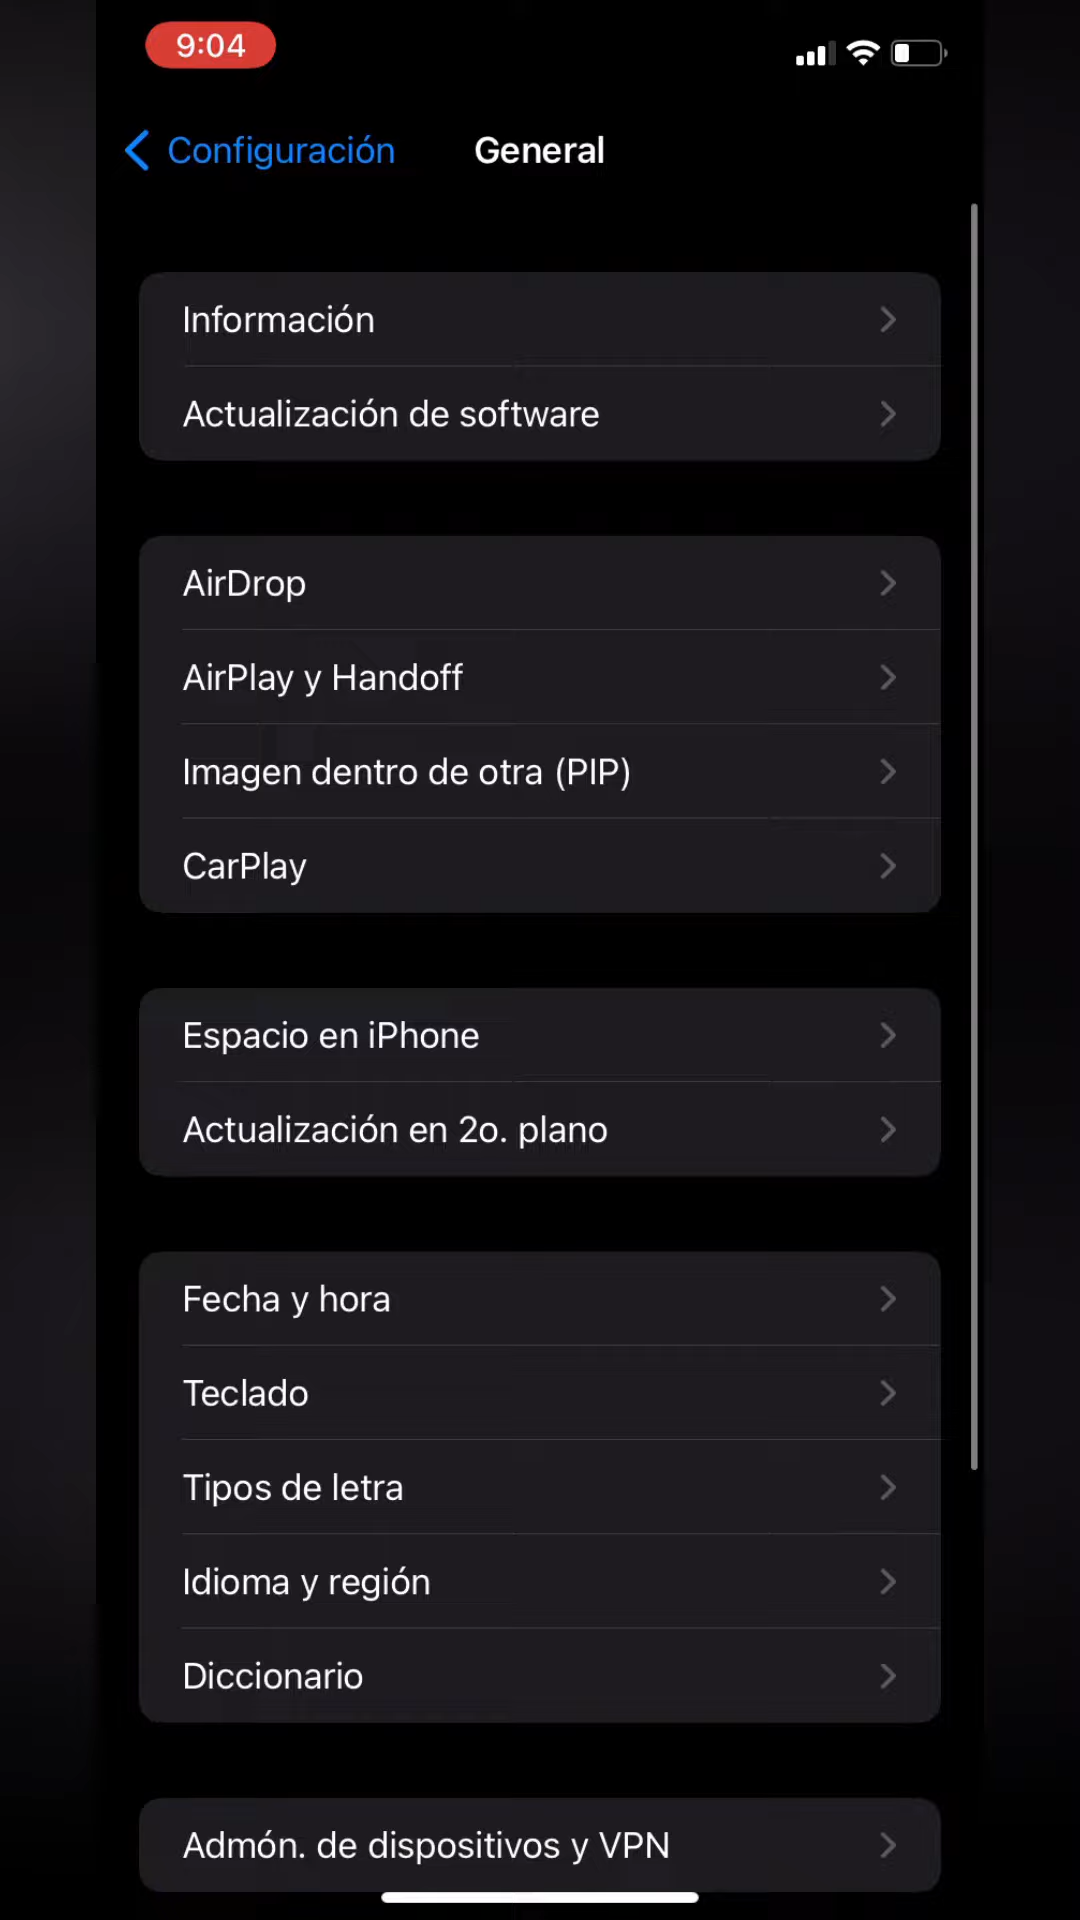 9:04
Configuración
General
Información
Actualización de software
AirDrop
AirPlay y Handoff
Imagen dentro de otra (PIP)
CarPlay
Espacio en iPhone
Actualización en 2o. plano
Fecha y hora
Teclado
Tipos de letra
Idioma y región
Diccionario
Admón. de dispositivos y VPN